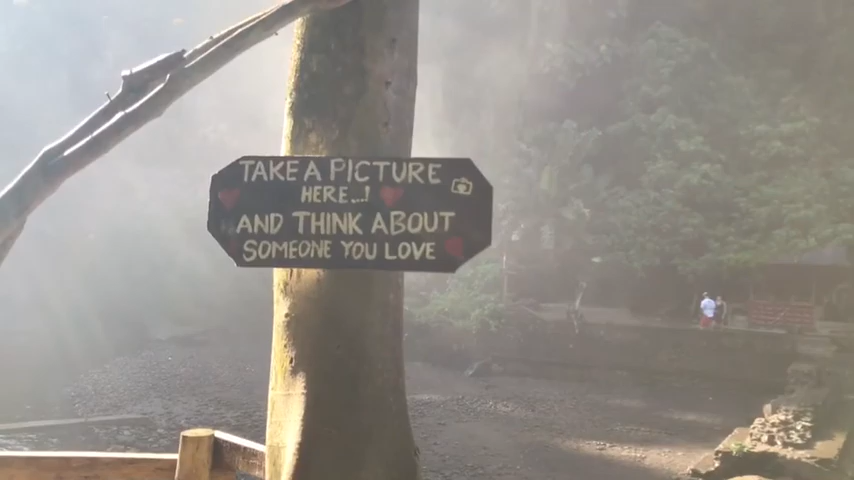 TAKE A PICTURE
HERE...!
AND THINK ABOUT
SOMEONE YOU LOVE